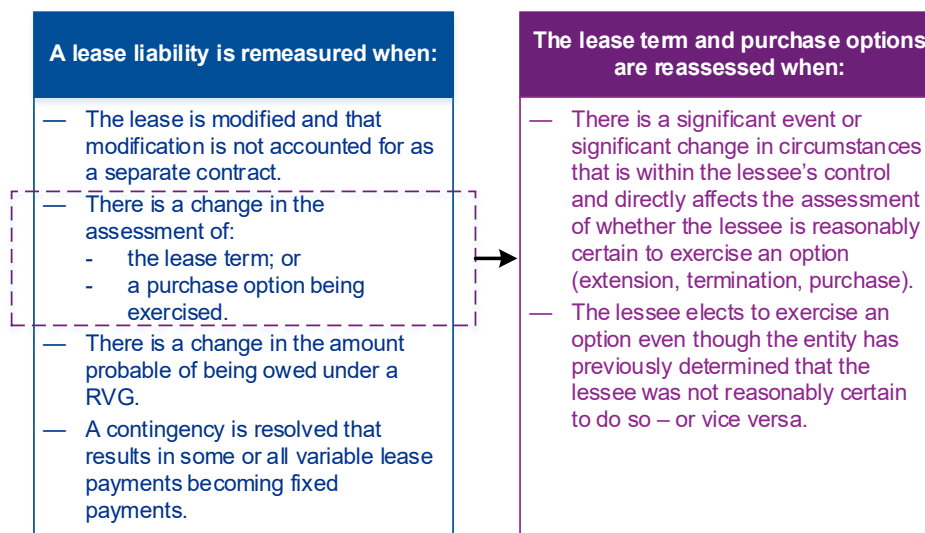 A lease liability is remeasured when:
— The lease is modified and that
modification is not accounted for as
a separate contract.
— There is a change in the
assessment of:
- the lease term; or
- a purchase option being
exercised.
— There is a change in the amount
probable of being owed under a
RVG.
— A contingency is resolved that
results in some or all variable lease
payments becoming fixed
payments.
The lease term and purchase options
are reassessed when:
— There is a significant event or
significant change in circumstances
that is within the lessee's control
and directly affects the assessment
of whether the lessee is reasonably
certain to exercise an option
(extension, termination, purchase).
— The lessee elects to exercise an
option even though the entity has
previously determined that the
lessee was not reasonably certain
to do so – or vice versa.